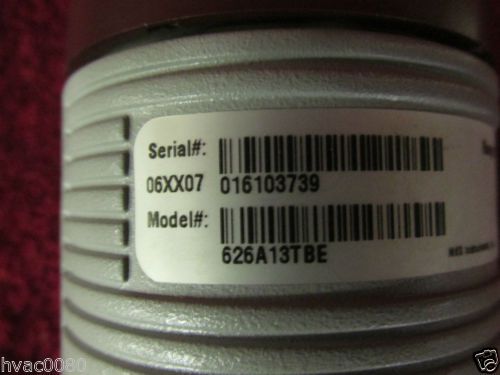 Serial#:
06XX07 016103739
Model#:
626A13TBE
hvac0080